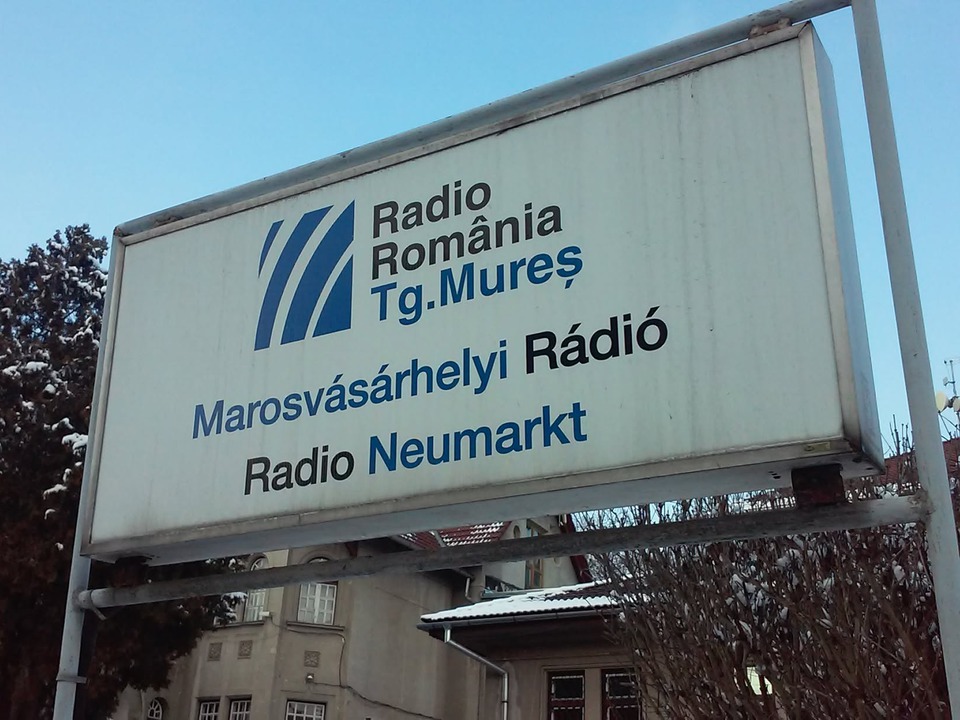 Radio
România
Tg.Mureș
Marosvásárhelyi Rádió
Radio Neumarkt